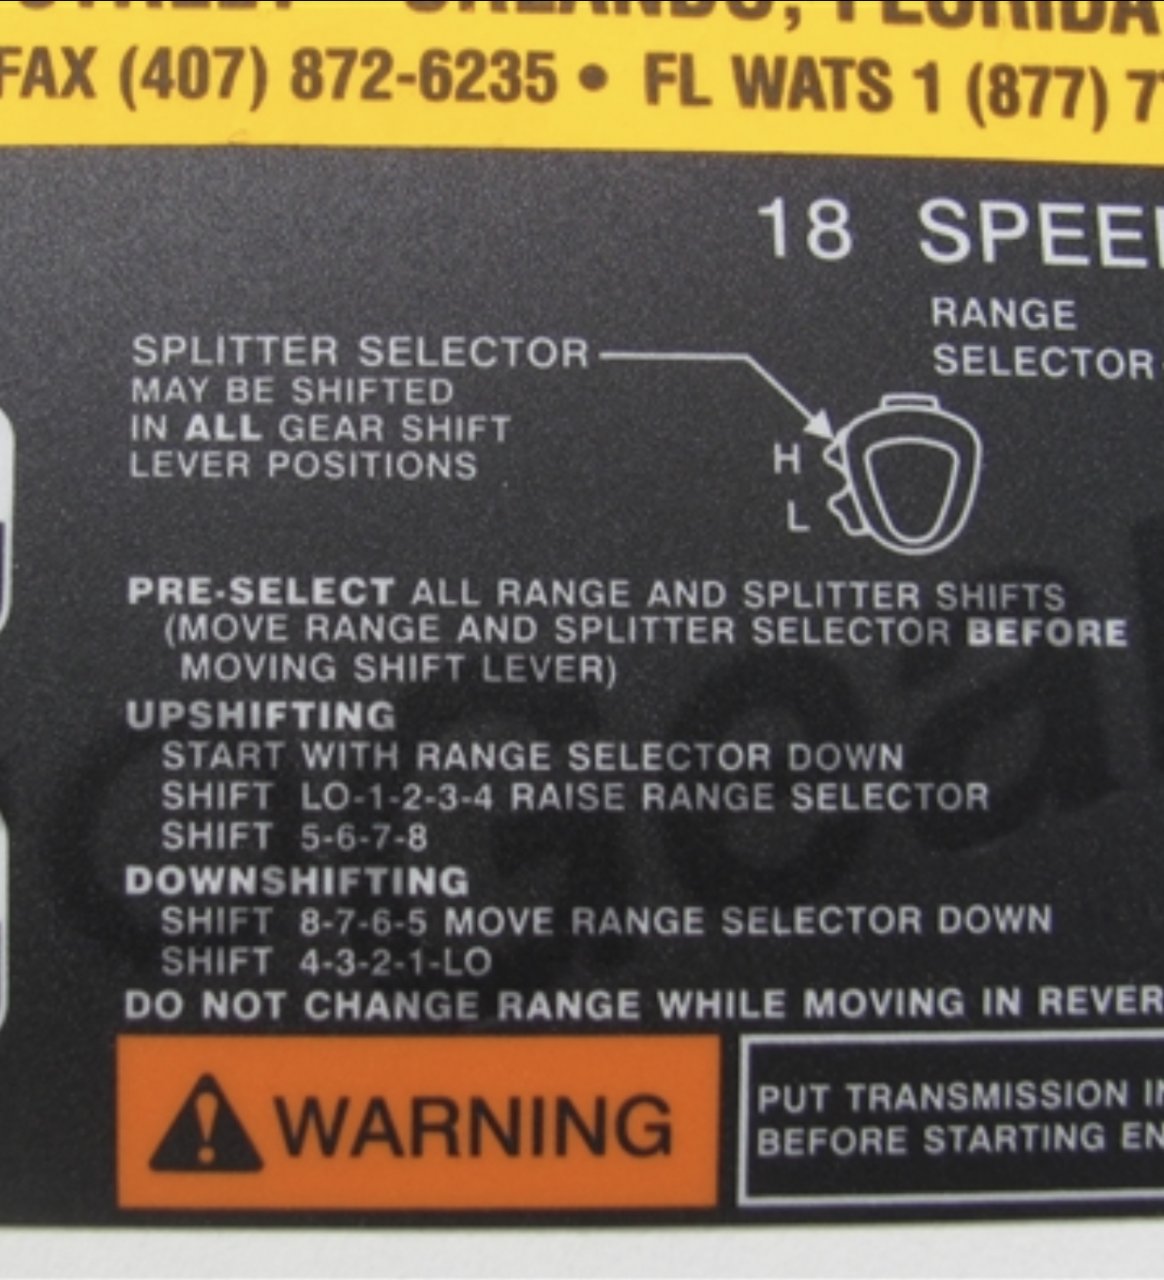 ORLANDO, FLORIDA
FAX (407) 872-6235 • FL WATS 1 (877)
18 SPEE
RANGE
SELECTOR
SPLITTER SELECTOR
MAY BE SHIFTED
IN ALL GEAR SHIFT
LEVER POSITIONS
H
L
PRE-SELECT ALL RANGE AND SPLITTER SHIFTS
(MOVE RANGE AND SPLITTER SELECTOR BEFORE
MOVING SHIFT LEVER)
UPSHIFTING
START WITH RANGE SELECTOR DOWN
SHIFT LO-1-2-3-4 RAISE RANGE SELECTOR
SHIFT 5-6-7-8
DOWNSHIFTING
SHIFT 8-7-6-5 MOVE RANGE SELECTOR DOWN
SHIFT 4-3-2-1-LO
DO NOT CHANGE RANGE WHILE MOVING IN REVER
WARNING
PUT TRANSMISSION
BEFORE STARTING EN